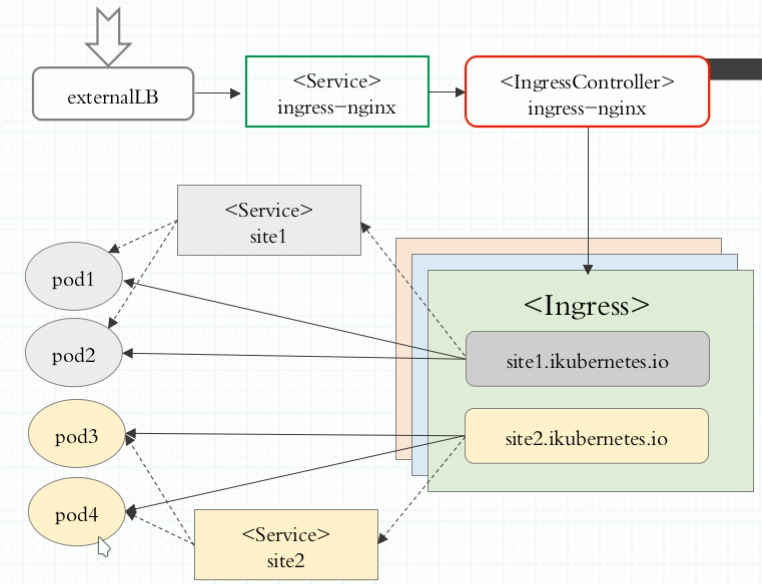 externalLB
<Service>
ingress-nginx
<IngressController>
ingress-nginx
<Service>
site1
pod1
pod2
pod3
pod4
<Ingress>
site1.ikubernetes.io
site2.ikubernetes.io
<Service>
site2